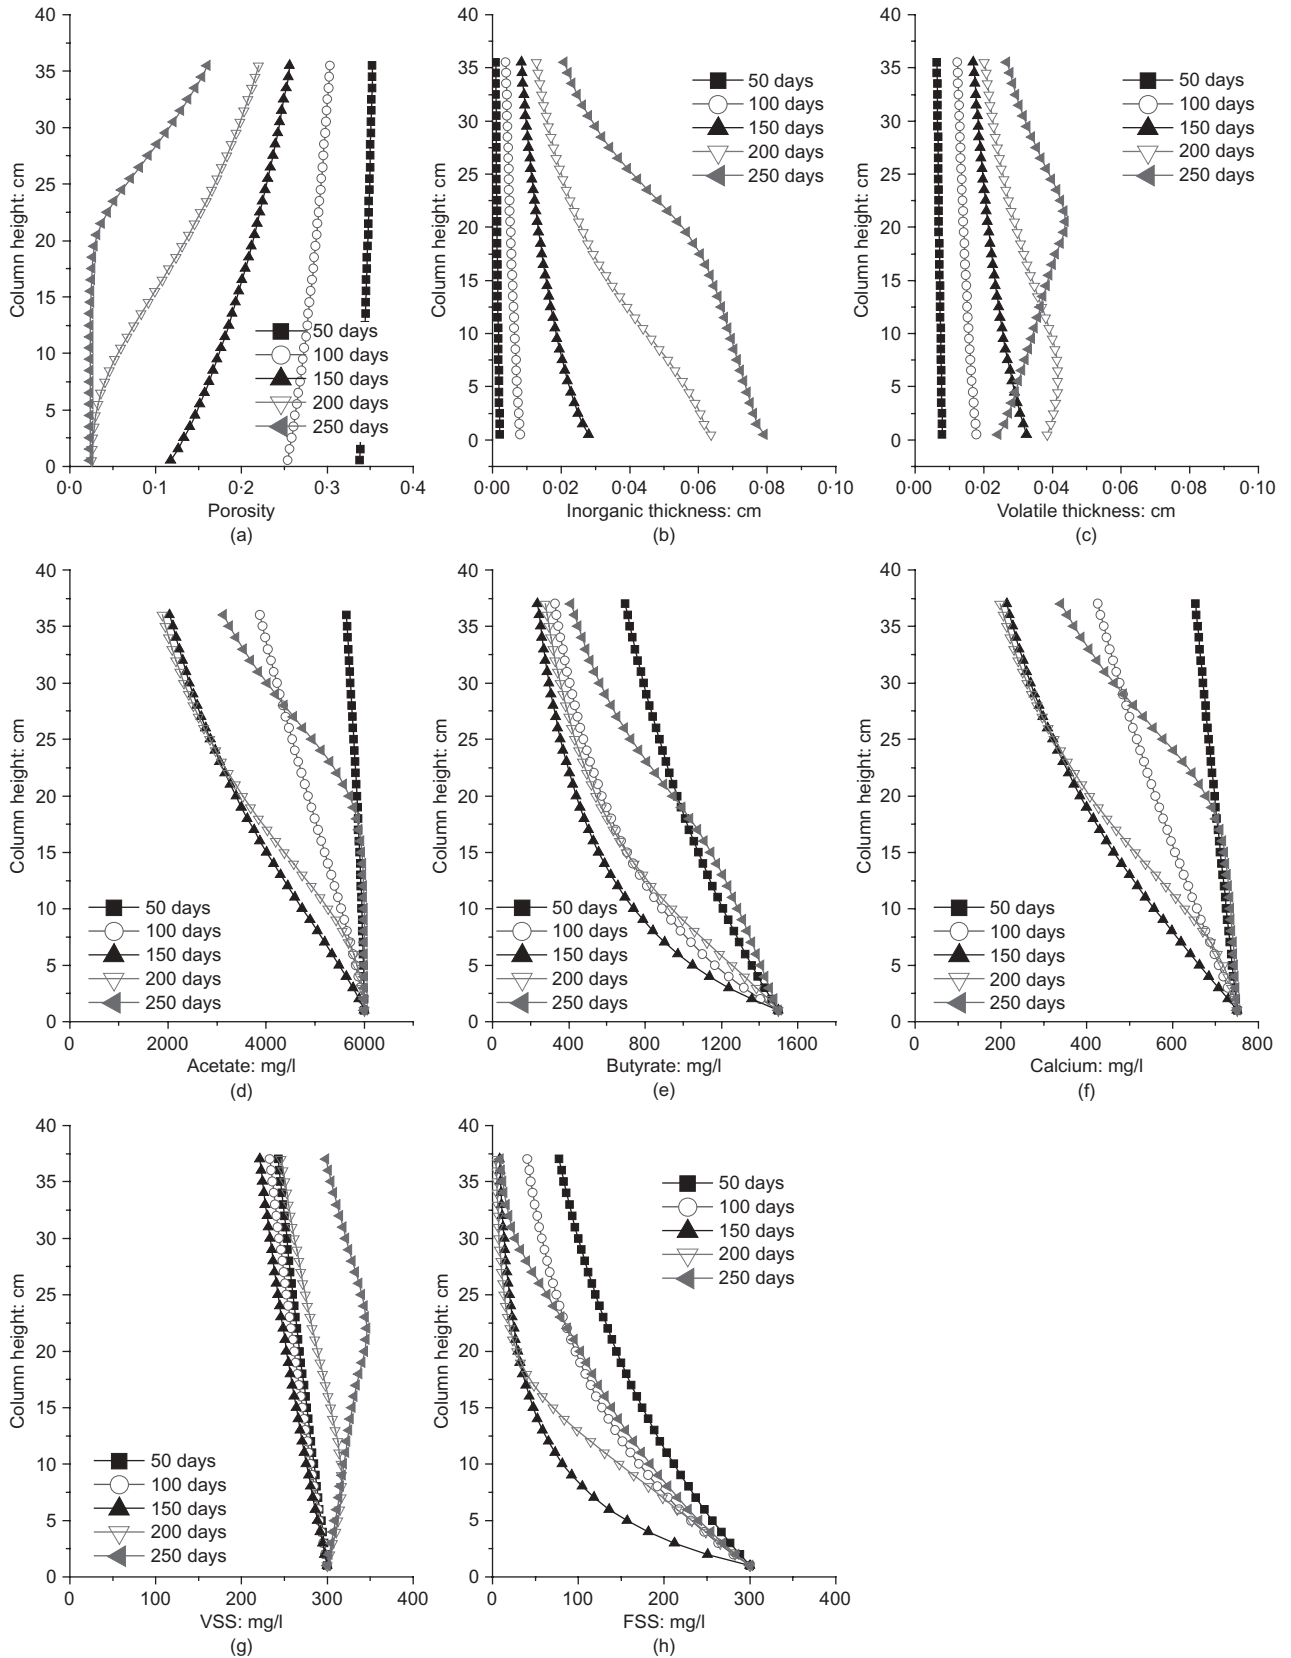 40
35
30
25
20
15
10
5
0
Column height: cm
50 days
100 days
150 days
200 days
250 days
0·0 0·1 0·2 0·3 0·4
Porosity
(a)
40
35
30
25
20
15
10
5
0
Column height: cm
50 days
100 days
150 days
200 days
250 days
0·00 0·02 0·04 0·06 0·08 0·10
Inorganic thickness: cm
(b)
40
35
30
25
20
15
10
5
0
Column height: cm
50 days
100 days
150 days
200 days
250 days
0·00 0·02 0·04 0·06 0·08 0·10
Volatile thickness: cm
(c)
40
35
30
25
20
15
10
5
0
Column height: cm
50 days
100 days
150 days
200 days
250 days
0 2000 4000 6000
Acetate: mg/l
(d)
40
35
30
25
20
15
10
5
0
Column height: cm
50 days
100 days
150 days
200 days
250 days
0 400 800 1200 1600
Butyrate: mg/l
(e)
40
35
30
25
20
15
10
5
0
Column height: cm
50 days
100 days
150 days
200 days
250 days
0 200 400 600 800
Calcium: mg/l
(f)
40
35
30
25
20
15
10
5
0
Column height: cm
50 days
100 days
150 days
200 days
250 days
0 100 200 300 400
VSS: mg/l
(g)
40
35
30
25
20
15
10
5
0
Column height: cm
50 days
100 days
150 days
200 days
250 days
0 100 200 300 400
FSS: mg/l
(h)